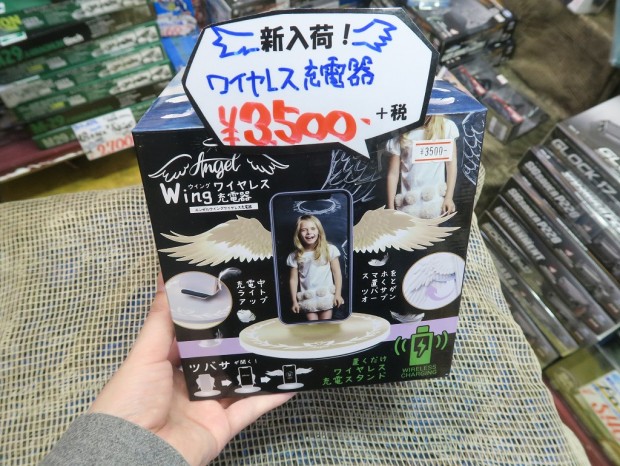 新入荷！
ワイヤレス充電器
¥3,500-
+税
¥3500-
Angel
Wing
ウイング
ワイヤレス
充電器
充電中
ライト
アップ
スマホを
置くと
ツバサが
オープン
ツバサが開く！
置くだけ
ワイヤレス
充電スタンド
WIRELESS
CHARGING
GLOCK